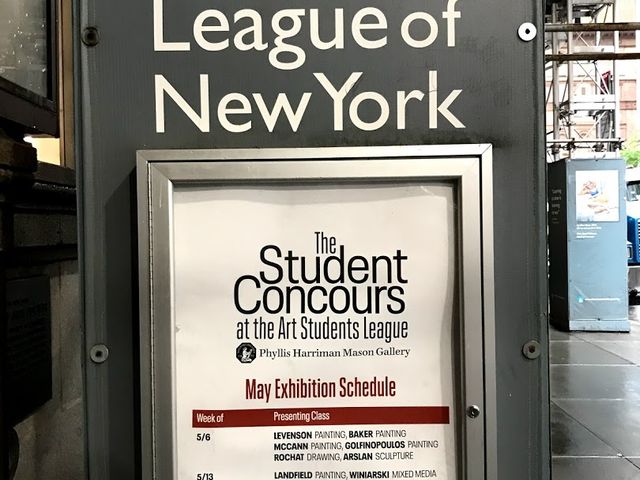 League of
New York
The
Student
Concours
at the Art Students League
Phyllis Harriman Mason Gallery
May Exhibition Schedule
Week of Presenting Class
5/6 LEVENSON PAINTING, BAKER PAINTING
MCCANN PAINTING, GOLFINOPOULOS PAINTING
ROCHAT DRAWING, ARSLAN SCULPTURE
5/13 LANDFIELD PAINTING, WINIARSKI MIXED MEDIA